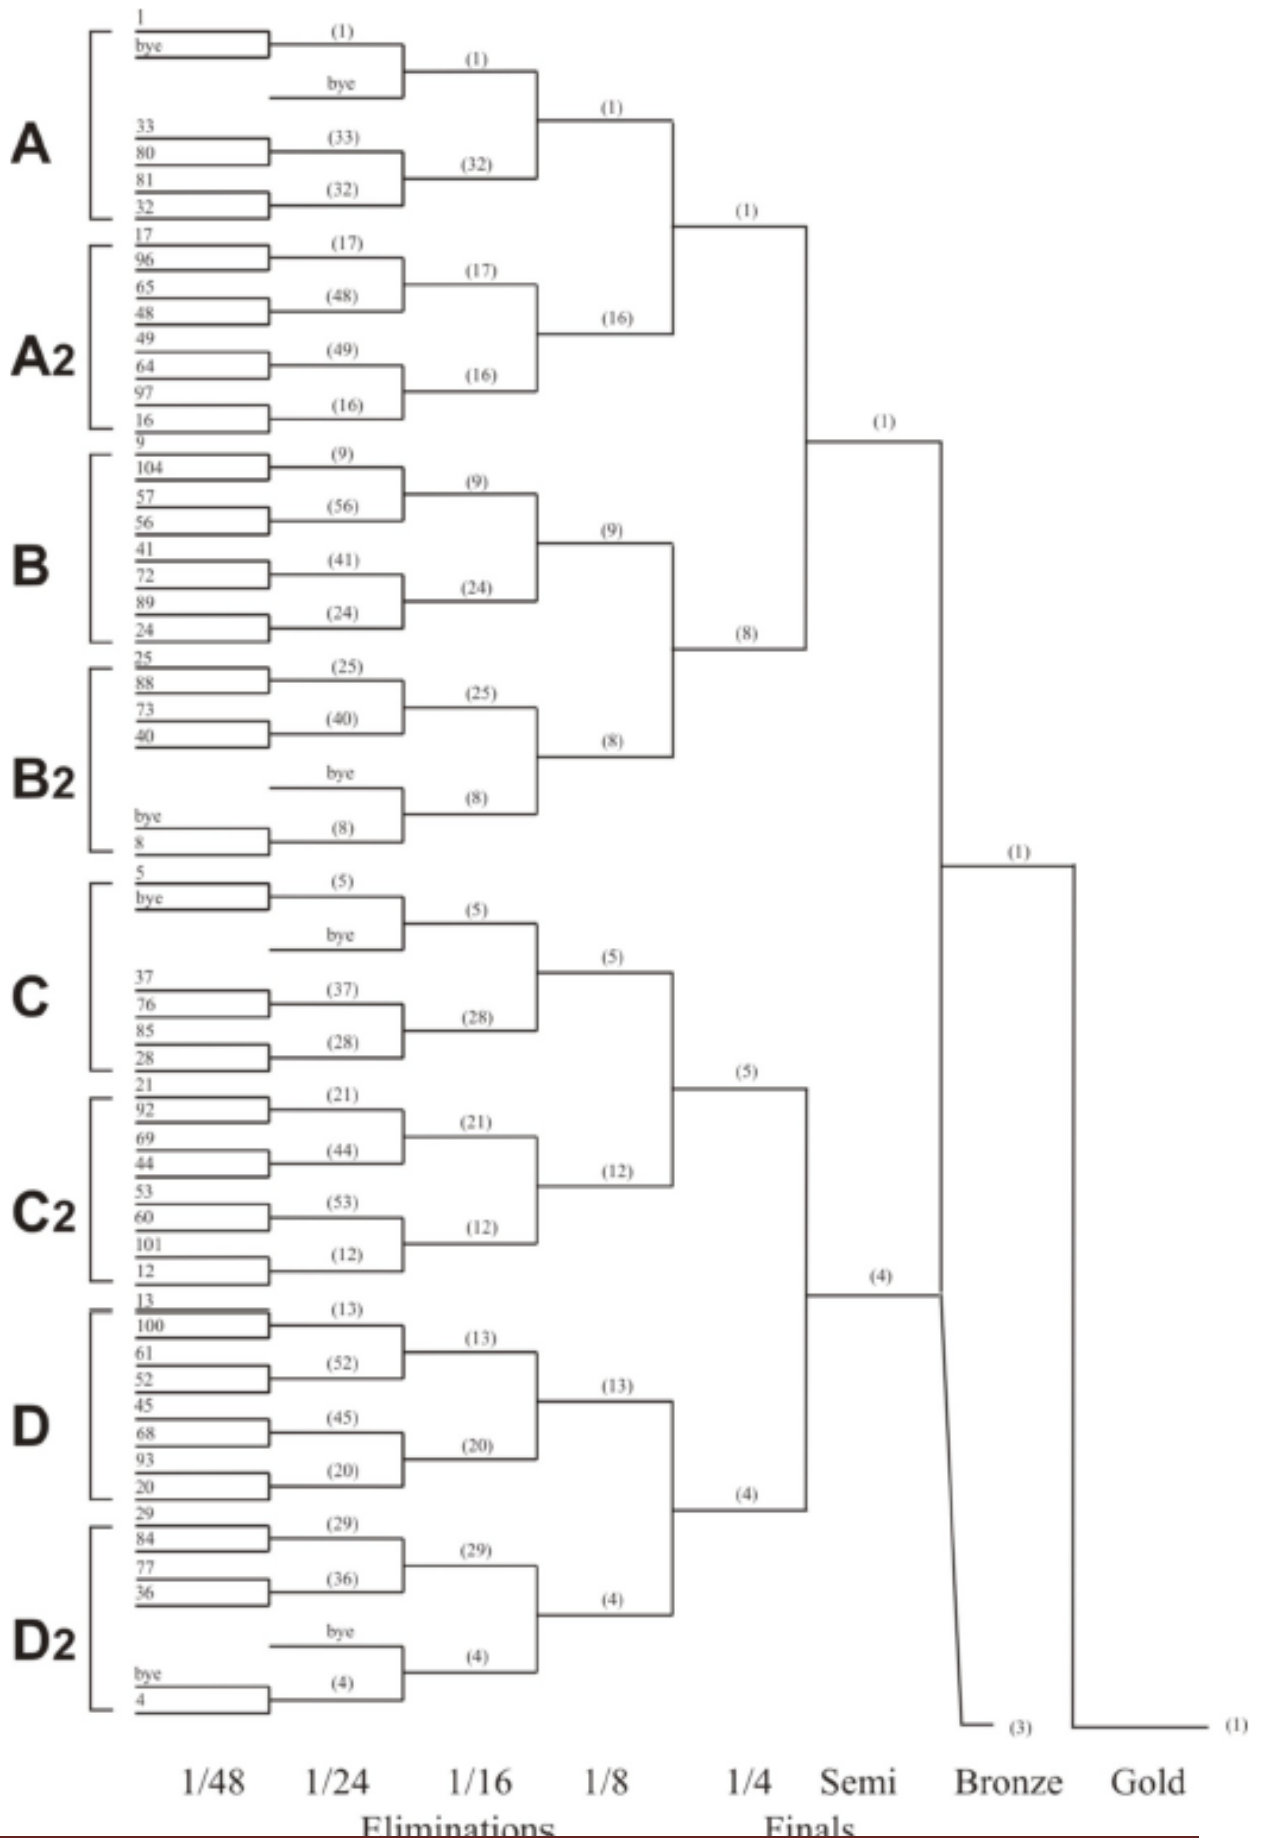 1 (1) (1) (1) (1) (1) (1) (1)
bye
bye
A
33 (33) (32)
80
81 (32)
32
17 (17) (17) (16)
96
65 (48)
48
A2
49 (49) (16)
64
97 (16)
16
9 (9) (9) (9) (8)
104
57 (56)
56
B
41 (41) (24)
72
89 (24)
24
25 (25) (25) (8)
88
73 (40)
40
B2
bye (8)
bye
8 (8)
5 (5) (5) (5) (5) (4)
bye
bye
C
37 (37) (28)
76
85 (28)
28
21 (21) (21) (12)
92
69 (44)
44
C2
53 (53) (12)
60
101 (12)
12
13 (13) (13) (13) (4)
100
61 (52)
52
D
45 (45) (20)
68
93 (20)
20
29 (29) (29) (4)
84
77 (36)
36
D2
bye (4)
bye
4 (4)
(3) (1)
1/48 1/24 1/16 1/8 1/4 Semi Bronze Gold
Eliminations Finals